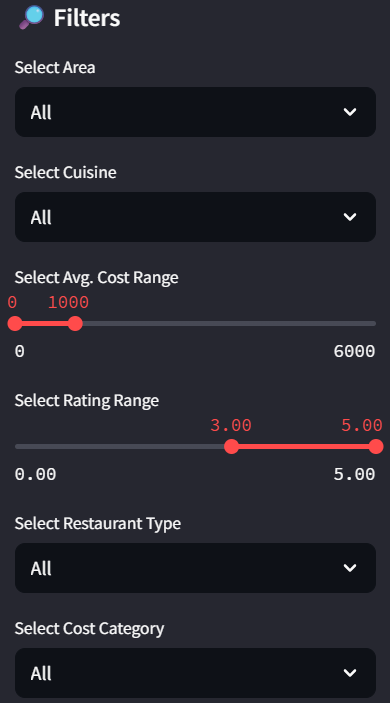 Filters
Select Area
All
Select Cuisine
All
Select Avg. Cost Range
0 1000
0 6000
Select Rating Range
3.00 5.00
0.00 5.00
Select Restaurant Type
All
Select Cost Category
All